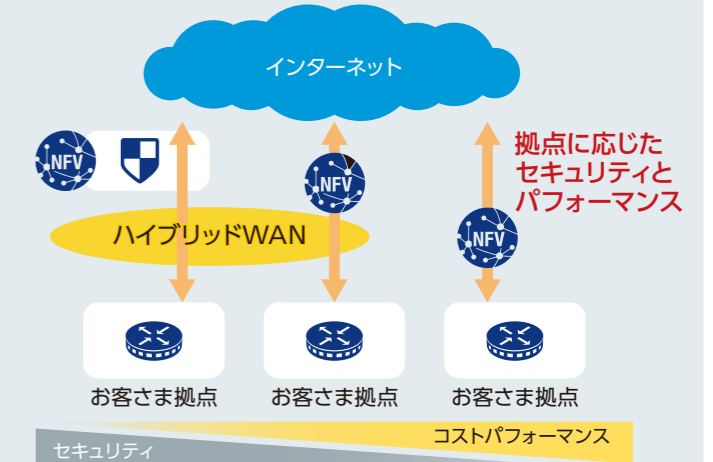 インターネット
NFV
NFV
拠点に応じた
セキュリティと
パフォーマンス
ハイブリッドWAN
NFV
お客さま拠点
お客さま拠点
お客さま拠点
コストパフォーマンス
セキュリティ